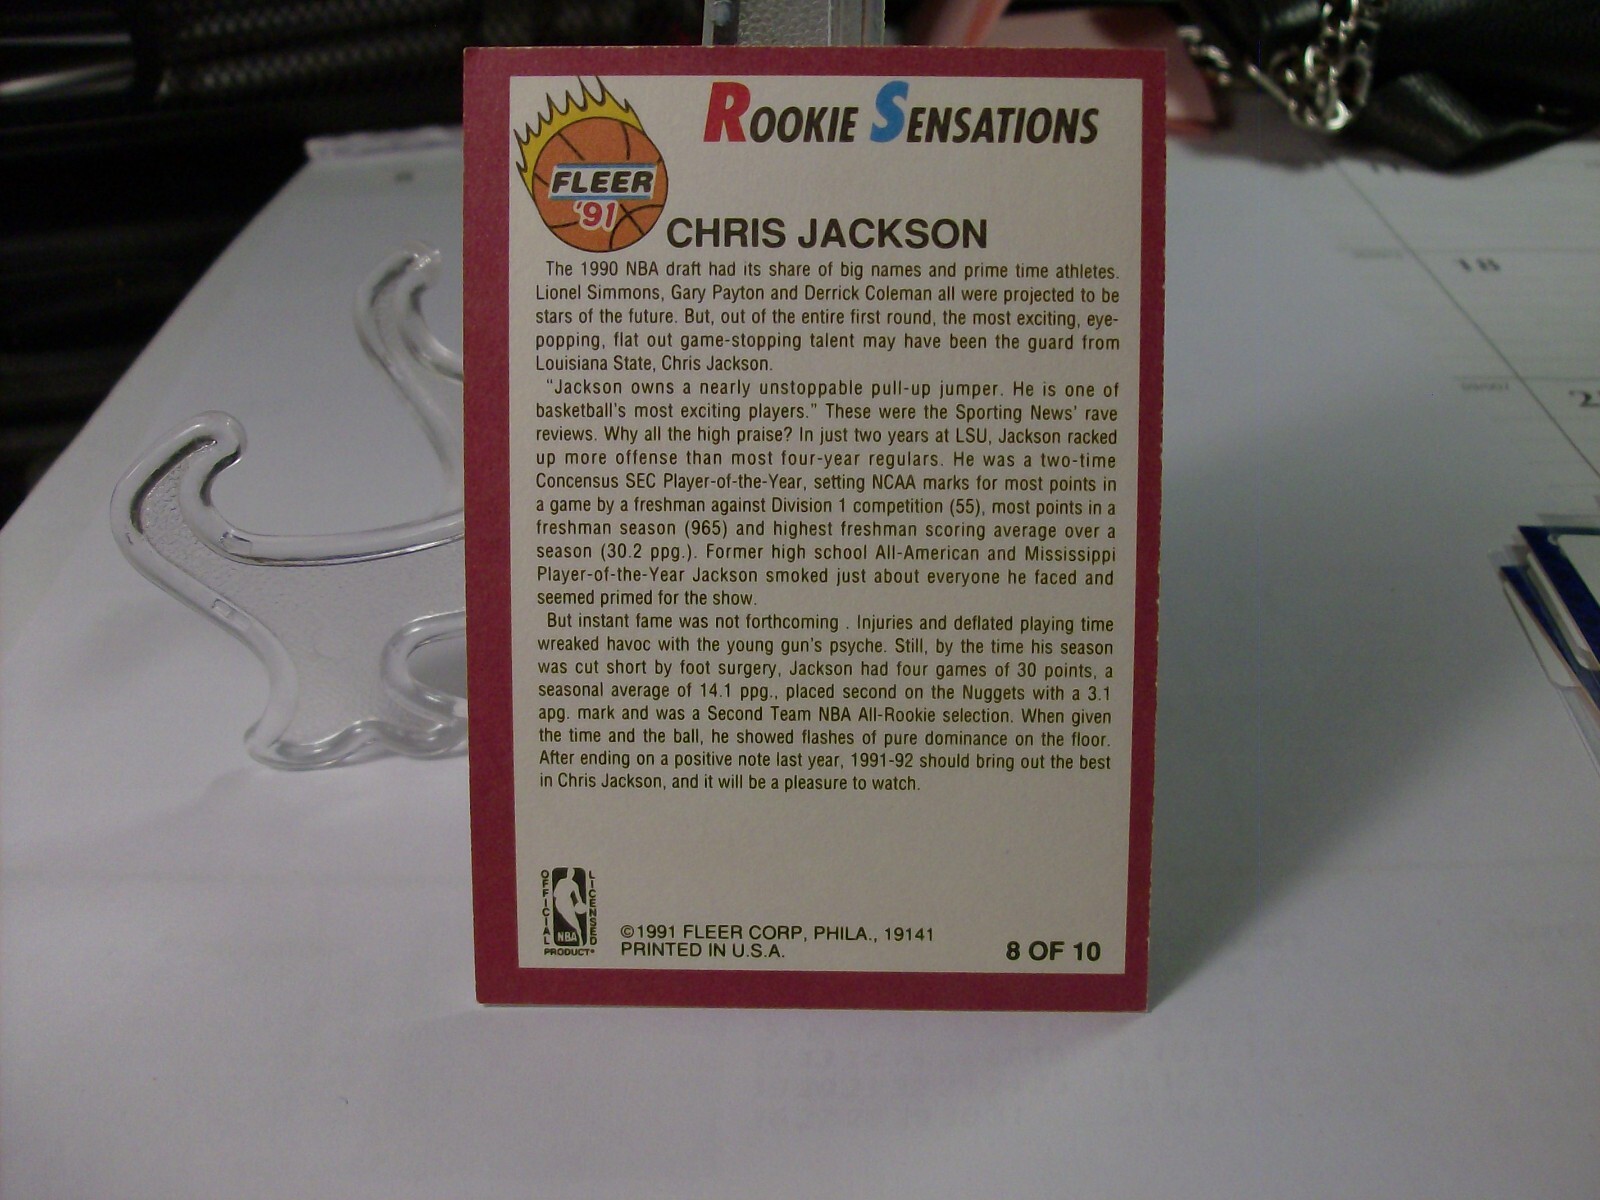 ROOKIE SENSATIONS
FLEER
'91
CHRIS JACKSON
The 1990 NBA draft had its share of big names and prime time athletes.
Lionel Simmons, Gary Payton and Derrick Coleman all were projected to be
stars of the future. But, out of the entire first round, the most exciting, eye-
popping, flat out game-stopping talent may have been the guard from
Louisiana State, Chris Jackson.
"Jackson owns a nearly unstoppable pull-up jumper. He is one of
basketball's most exciting players." These were the Sporting News' rave
reviews. Why all the high praise? In just two years at LSU, Jackson racked
up more offense than most four-year regulars. He was a two-time
Concensus SEC Player-of-the-Year, setting NCAA marks for most points in
a game by a freshman against Division 1 competition (55), most points in a
freshman season (965) and highest freshman scoring average over a
season (30.2 ppg.). Former high school All-American and Mississippi
Player-of-the-Year Jackson smoked just about everyone he faced and
seemed primed for the show.
But instant fame was not forthcoming . Injuries and deflated playing time
wreaked havoc with the young gun's psyche. Still, by the time his season
was cut short by foot surgery, Jackson had four games of 30 points, a
seasonal average of 14.1 ppg., placed second on the Nuggets with a 3.1
apg. mark and was a Second Team NBA All-Rookie selection. When given
the time and the ball, he showed flashes of pure dominance on the floor.
After ending on a positive note last year, 1991-92 should bring out the best
in Chris Jackson, and it will be a pleasure to watch.
OFFICIAL
LICENSED
NBA
PRODUCT®
©1991 FLEER CORP, PHILA., 19141
PRINTED IN U.S.A.
8 OF 10
18